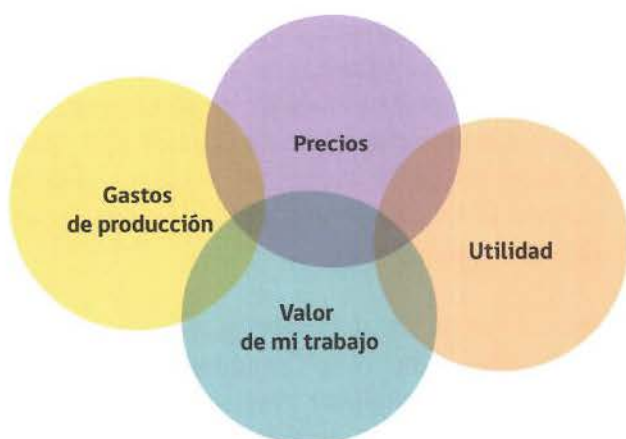 Precios
Gastos
de producción
Utilidad
Valor
de mi trabajo